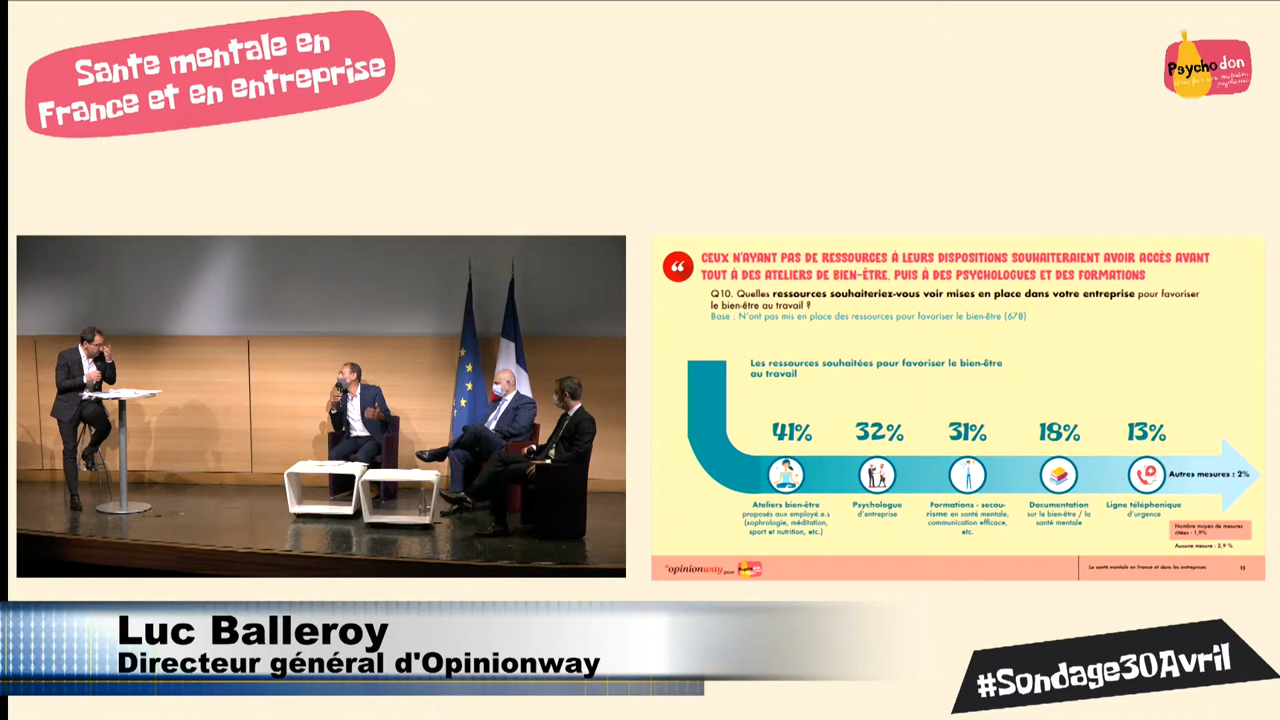 Sante mentale en
France et en entreprise
Psychodon
CEUX N'AYANT PAS DE RESSOURCES À LEURS DISPOSITIONS SOUHAITERAIENT AVOIR ACCÈS AVANT
TOUT À DES ATELIERS DE BIEN-ÊTRE, PUIS À DES PSYCHOLOGUES ET DES FORMATIONS
Q10. Quelles ressources souhaiteriez-vous voir mises en place dans votre entreprise pour favoriser
le bien-être au travail ?
Base : N'ont pas mis en place des ressources pour favoriser le bien-être (678)
Les ressources souhaitées pour favoriser le bien-être
au travail
41% 32% 31% 18% 13%
Autres mesures : 2%
Ateliers bien-être
proposés aux employé.e.s
(sophrologie, méditation,
sport et nutrition, etc.)
Psychologue
d'entreprise
Formations - secou-
risme en santé mentale,
communication efficace,
etc.
Documentation
sur le bien-être / la
santé mentale
Ligne téléphonique
d'urgence
Nombre moyen de mesures
citées : 1,9%
Aucune mesure : 2,9 %
opinionway pour Psychodon
La santé mentale en France et dans les entreprises
15
Luc Balleroy
Directeur général d'Opinionway
#Sondage30Avril